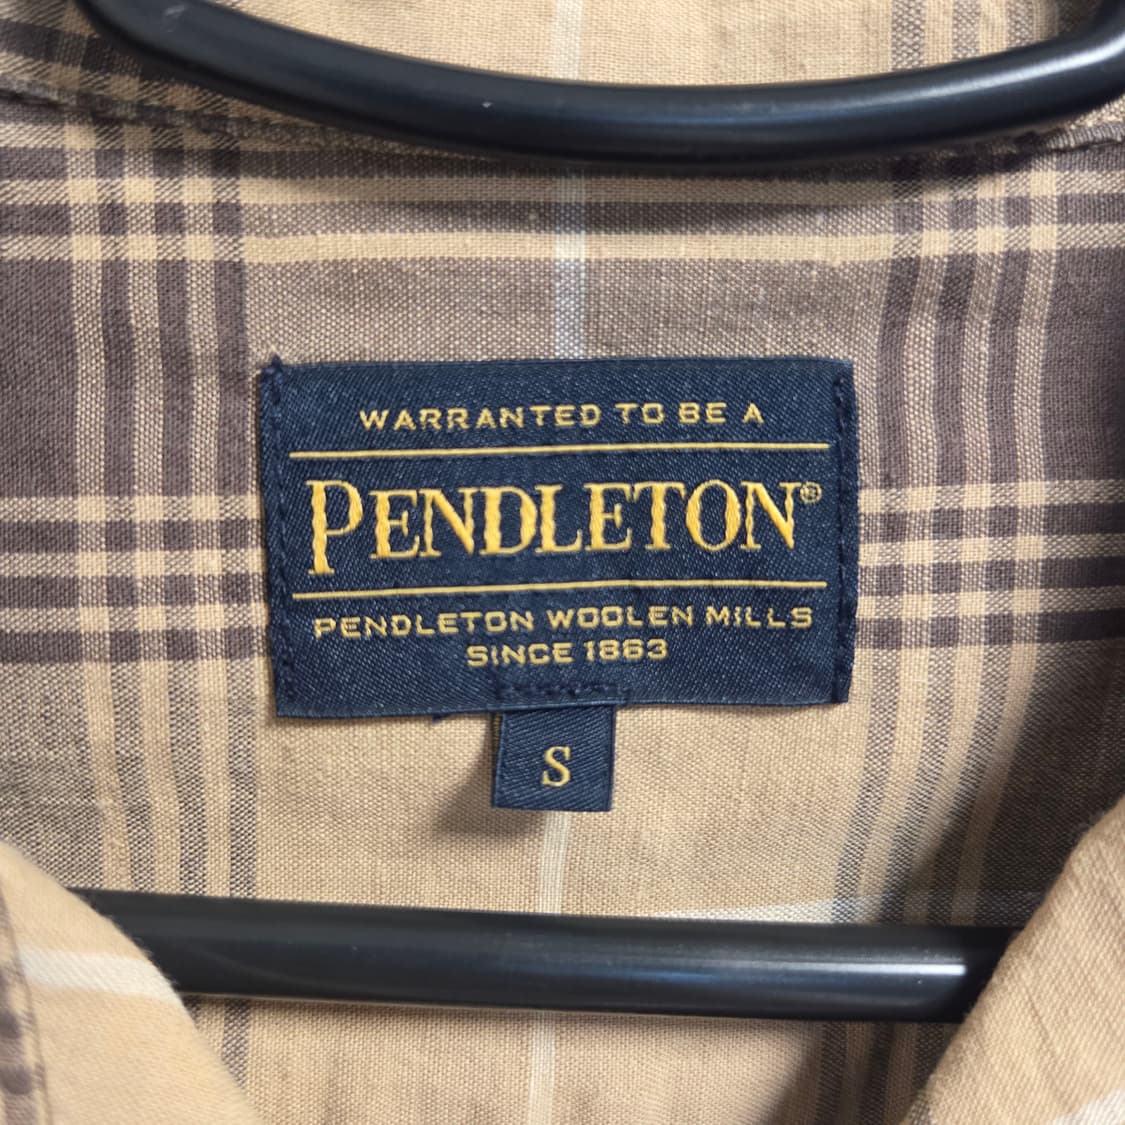 WARRANTED TO BE A
PENDLETON®
PENDLETON WOOLEN MILLS
SINCE 1863
S